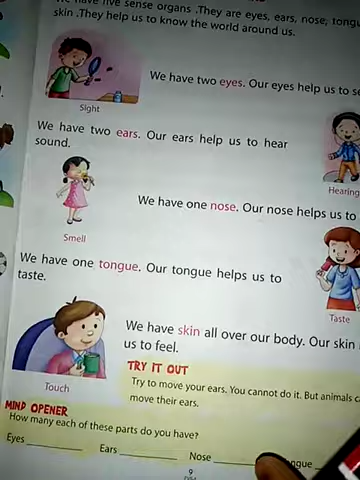 have five sense organs .They are eyes, ears, nose, tongu
skin .They help us to know the world around us.
We have two eyes. Our eyes help us to se
Sight
We have two ears. Our ears help us to hear
sound.
Hearing
We have one nose. Our nose helps us to
Smell
We have one tongue. Our tongue helps us to
taste.
Taste
We have skin all over our body. Our skin
us to feel.
Touch
TRY IT OUT
Try to move your ears. You cannot do it. But animals c
move their ears.
MIND OPENER
How many each of these parts do you have?
Eyes Ears Nose ngue
9